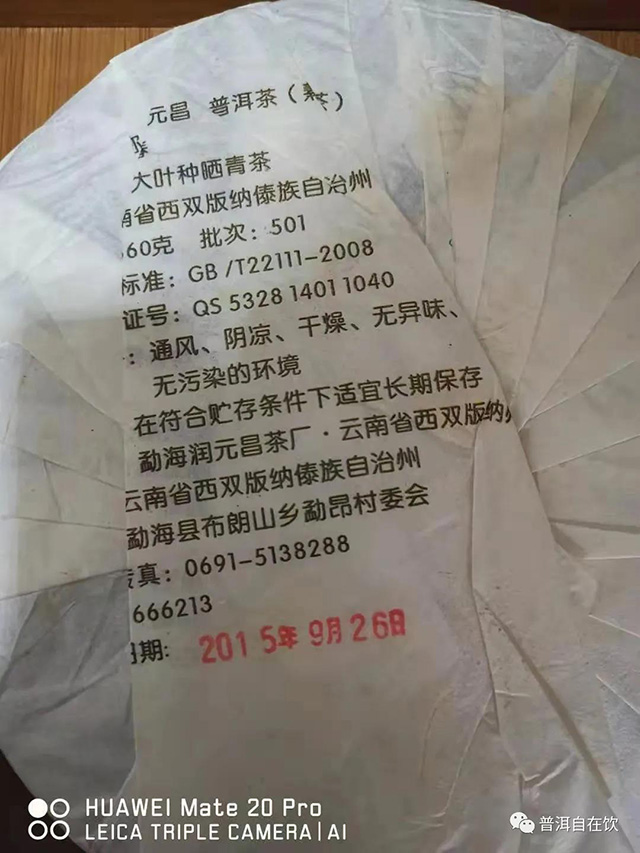 元昌 普洱茶（熟茶）
大叶种晒青茶
省西双版纳傣族自治州
60克 批次：501
标准：GB /T22111-2008
证号：QS 5328 1401 1040
：通风、阴凉、干燥、无异味、
无污染的环境
在符合贮存条件下适宜长期保存
勐海润元昌茶厂·云南省西双版纳
云南省西双版纳傣族自治州
勐海县布朗山乡勐昂村委会
真：0691-5138288
666213
期：2015年9月26日
HUAWEI Mate 20 Pro
LEICA TRIPLE CAMERA | AI
普洱自在饮